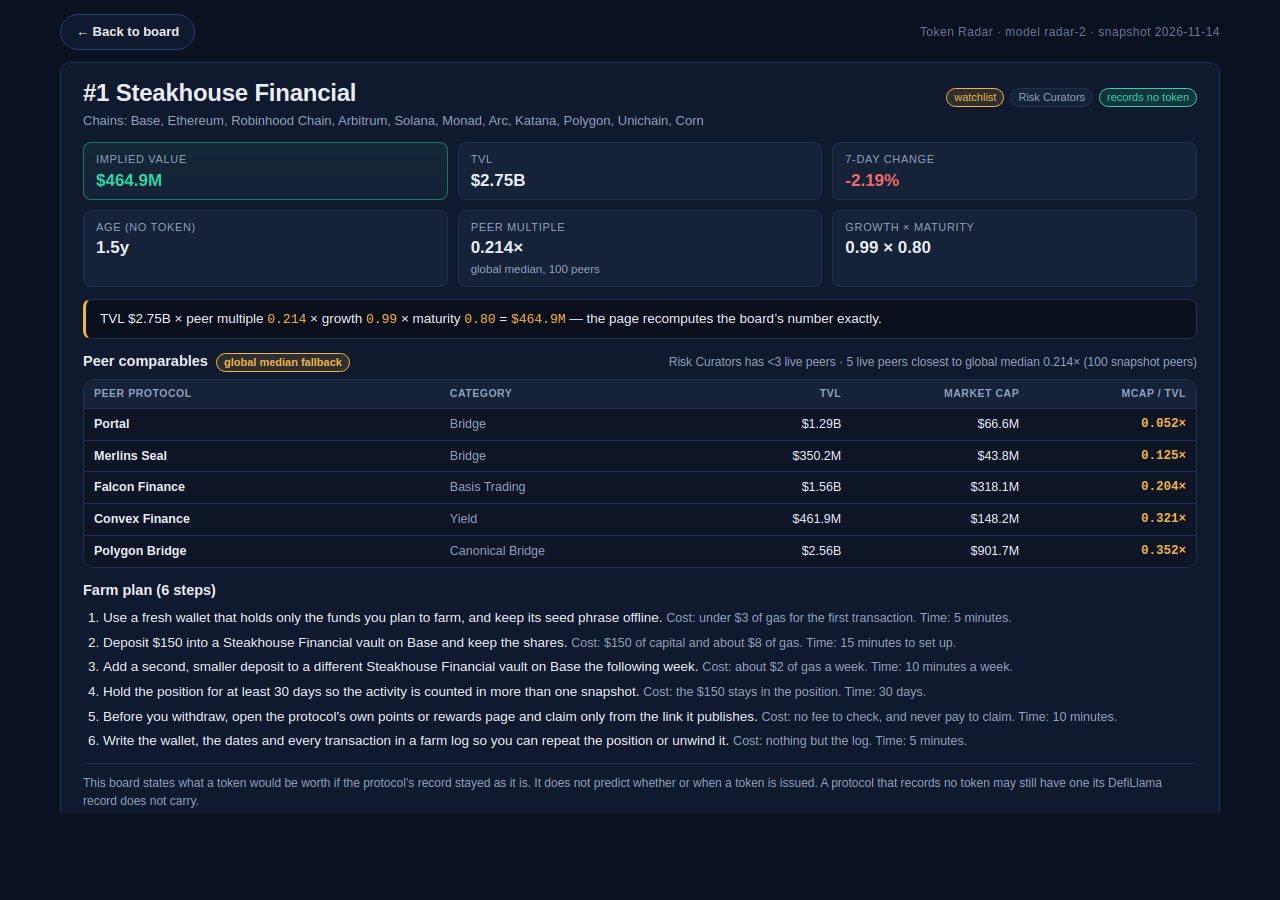 ← Back to board
Token Radar · model radar-2 · snapshot 2026-11-14
#1 Steakhouse Financial
watchlist
Risk Curators
records no token
Chains: Base, Ethereum, Robinhood Chain, Arbitrum, Solana, Monad, Arc, Katana, Polygon, Unichain, Corn
IMPLIED VALUE
$464.9M
TVL
$2.75B
7-DAY CHANGE
-2.19%
AGE (NO TOKEN)
1.5y
PEER MULTIPLE
0.214×
global median, 100 peers
GROWTH × MATURITY
0.99 × 0.80
TVL $2.75B × peer multiple 0.214 × growth 0.99 × maturity 0.80 = $464.9M — the page recomputes the board's number exactly.
Peer comparables global median fallback
Risk Curators has <3 live peers · 5 live peers closest to global median 0.214× (100 snapshot peers)
PEER PROTOCOL CATEGORY TVL MARKET CAP MCAP / TVL
Portal Bridge $1.29B $66.6M 0.052×
Merlins Seal Bridge $350.2M $43.8M 0.125×
Falcon Finance Basis Trading $1.56B $318.1M 0.204×
Convex Finance Yield $461.9M $148.2M 0.321×
Polygon Bridge Canonical Bridge $2.56B $901.7M 0.352×
Farm plan (6 steps)
1. Use a fresh wallet that holds only the funds you plan to farm, and keep its seed phrase offline. Cost: under $3 of gas for the first transaction. Time: 5 minutes.
2. Deposit $150 into a Steakhouse Financial vault on Base and keep the shares. Cost: $150 of capital and about $8 of gas. Time: 15 minutes to set up.
3. Add a second, smaller deposit to a different Steakhouse Financial vault on Base the following week. Cost: about $2 of gas a week. Time: 10 minutes a week.
4. Hold the position for at least 30 days so the activity is counted in more than one snapshot. Cost: the $150 stays in the position. Time: 30 days.
5. Before you withdraw, open the protocol's own points or rewards page and claim only from the link it publishes. Cost: no fee to check, and never pay to claim. Time: 10 minutes.
6. Write the wallet, the dates and every transaction in a farm log so you can repeat the position or unwind it. Cost: nothing but the log. Time: 5 minutes.
This board states what a token would be worth if the protocol's record stayed as it is. It does not predict whether or when a token is issued. A protocol that records no token may still have one its DefiLlama
record does not carry.